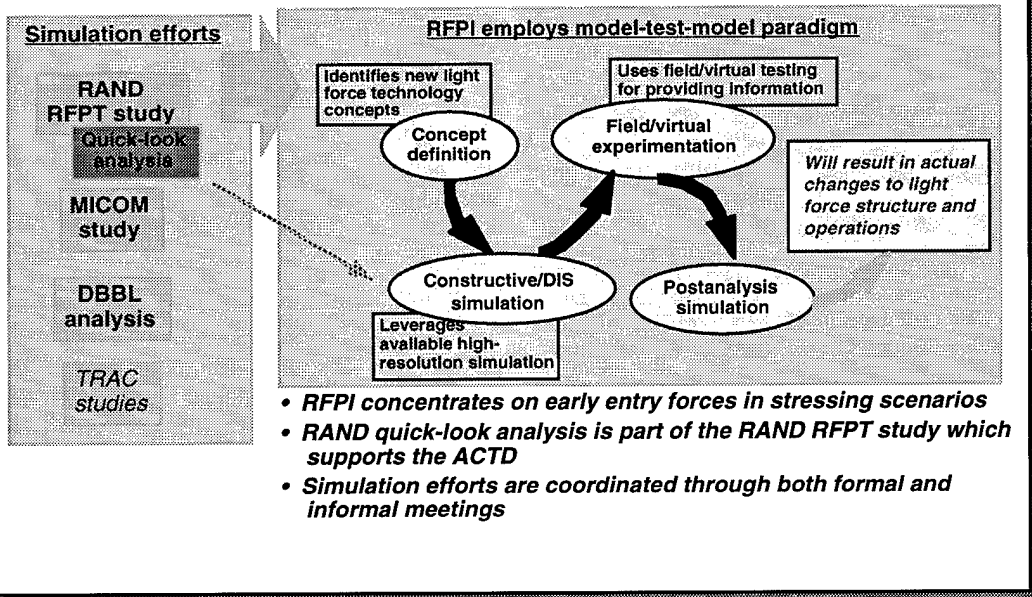 Simulation efforts
RAND
RFPT study
Quick-look
analysis
MICOM
study
DBBL
analysis
TRAC
studies
RFPI employs model-test-model paradigm
Identifies new light
force technology
concepts
Concept
definition
Uses field/virtual testing
for providing information
Field/virtual
experimentation
Will result in actual
changes to light
force structure and
operations
Constructive/DIS
simulation
Leverages
available high-
resolution simulation
Postanalysis
simulation
• RFPI concentrates on early entry forces in stressing scenarios
• RAND quick-look analysis is part of the RAND RFPT study which
supports the ACTD
• Simulation efforts are coordinated through both formal and
informal meetings